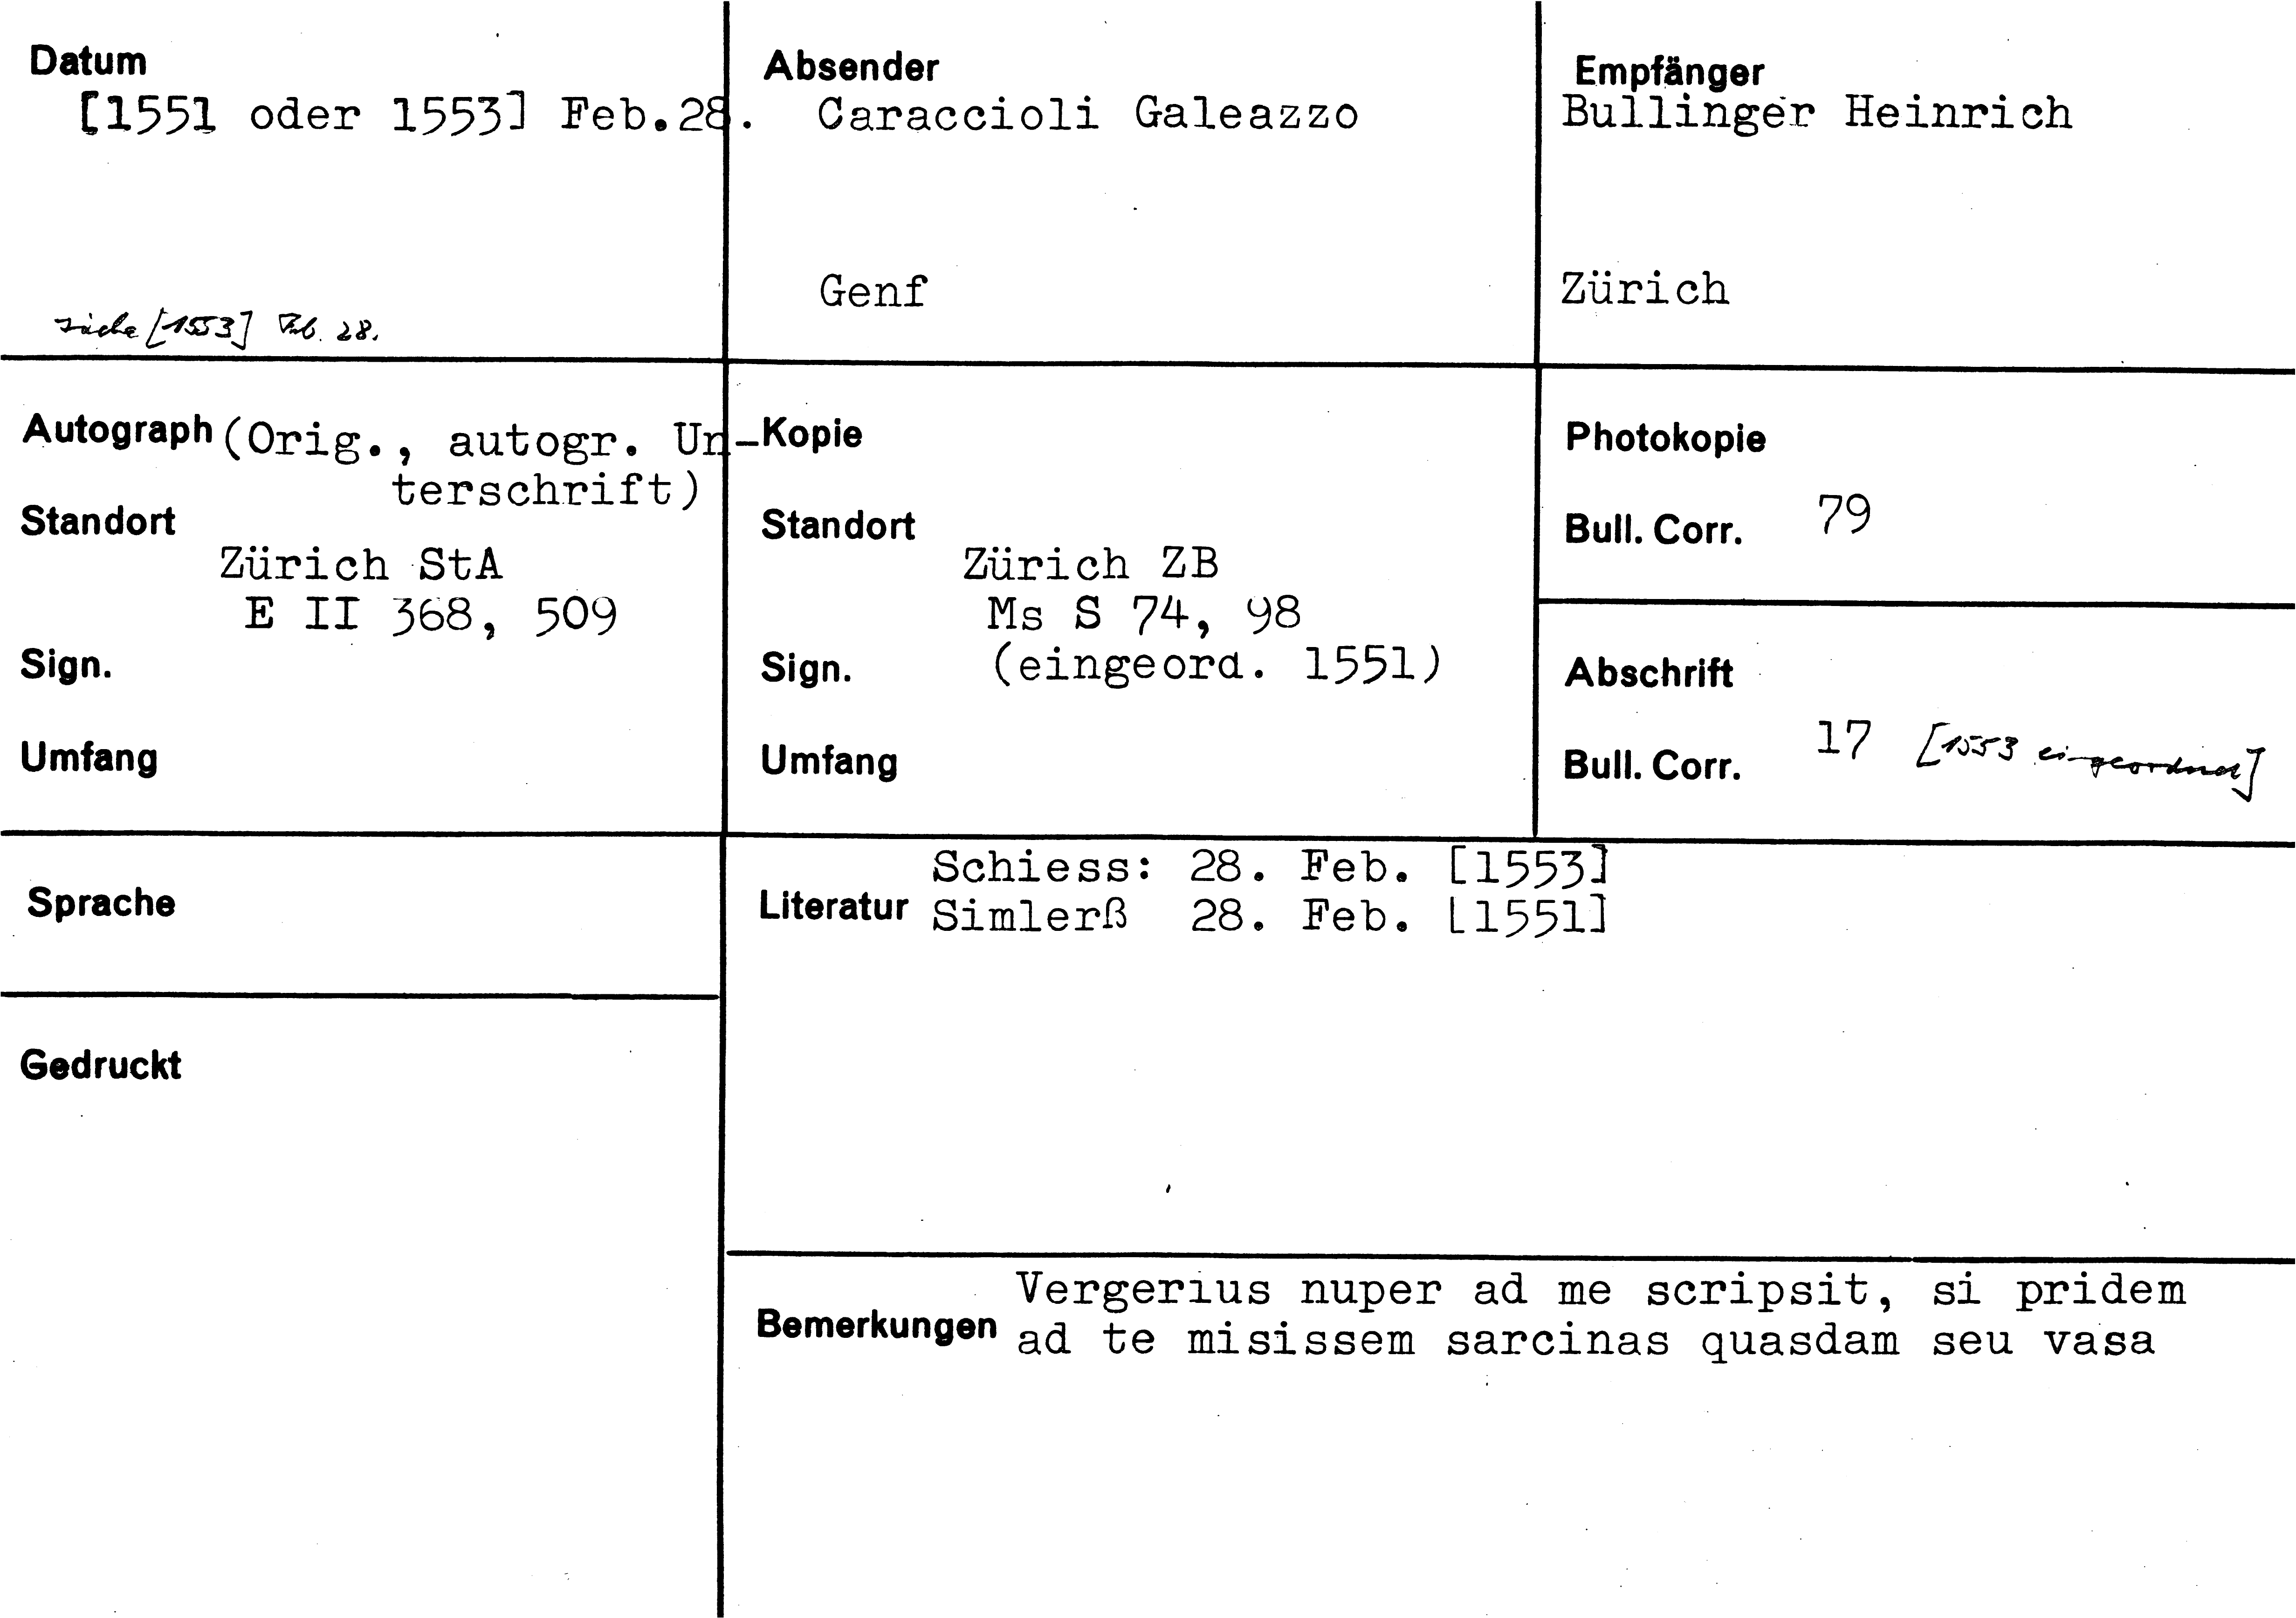 Datum
[1551 oder 1553] Feb.28.
siehe [1553] Feb. 28.
Absender
Caraccioli Galeazzo
Genf
Empfänger
Bullinger Heinrich
Zürich
Autograph (Orig., autogr. Un-
terschrift)
Standort
Zürich StA
E II 368, 509
Sign.
Umfang
Kopie
Standort
Zürich ZB
Ms S 74, 98
Sign. (eingeord. 1551)
Umfang
Photokopie
Bull. Corr. 79
Abschrift
Bull. Corr. 17 [1553 eingeordnet]
Sprache
Gedruckt
Schiess: 28. Feb. [1553]
Literatur Simlerß 28. Feb. [1551]
Vergerius nuper ad me scripsit, si pridem
Bemerkungen ad te misissem sarcinas quasdam seu vasa